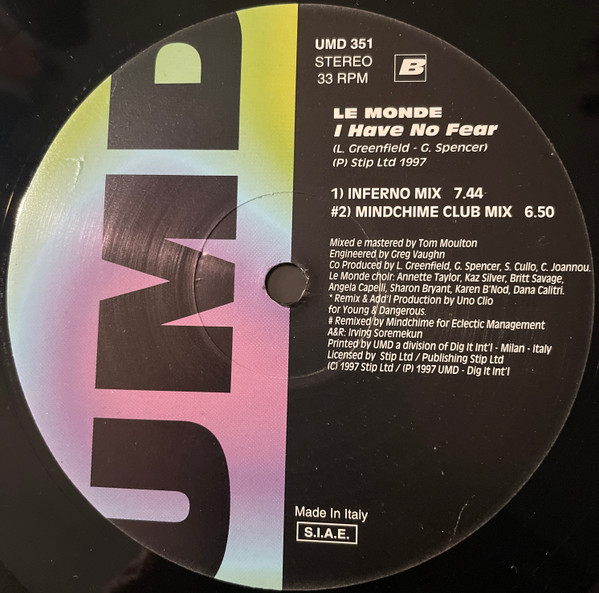 UMD
UMD 351
STEREO
33 RPM
B
LE MONDE
I Have No Fear
(L. Greenfield - G. Spencer)
(P) Stip Ltd 1997
1) INFERNO MIX 7.44
#2) MINDCHIME CLUB MIX 6.50
Mixed e mastered by Tom Moulton
Engineered by Greg Vaughn
Co Produced by L. Greenfield, G. Spencer, S. Cullo, C. Joannou.
Le Monde choir: Annette Taylor, Kaz Silver, Britt Savage,
Angela Capelli, Sharon Bryant, Karen B'Nod, Dana Calitri.
* Remix & Add'l Production by Uno Clio
for Young & Dangerous.
# Remixed by Mindchime for Eclectic Management
A&R: Irving Soremekun
Printed by UMD a division of Dig It Int'l - Milan - Italy
Licensed by Stip Ltd / Publishing Stip Ltd
(C) 1997 Stip Ltd / (P) 1997 UMD - Dig It Int'l
Made In Italy
S.I.A.E.